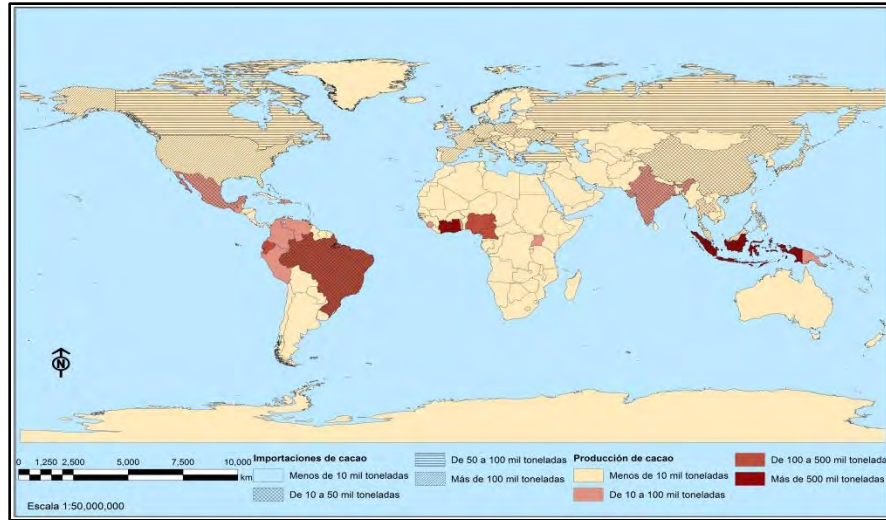 N
0 1,250 2,500 5,000 7,500 10,000
km
Escala 1:50,000,000
Importaciones de cacao
Menos de 10 mil toneladas
De 10 a 50 mil toneladas
De 50 a 100 mil toneladas
Más de 100 mil toneladas
Producción de cacao
Menos de 10 mil toneladas
De 10 a 100 mil toneladas
De 100 a 500 mil toneladas
Más de 500 mil toneladas